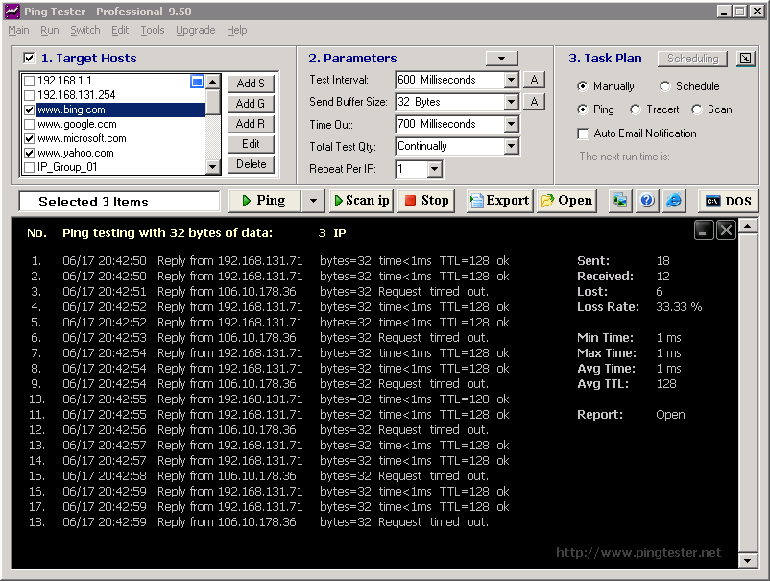 Ping Tester Professional 9.50
Main Run Switch Edit Tools Upgrade Help
1. Target Hosts
192.168.1.1
192.168.131.254
www.bing.com
www.google.com
www.microsoft.com
www.yahoo.com
IP_Group_01
Add S
Add G
Add R
Edit
Delete
2. Parameters
Test Interval: 600 Milliseconds A
Send Buffer Size: 32 Bytes A
Time Out: 700 Milliseconds
Total Test Qty: Continually
Repeat Per IF: 1
3. Task Plan Scheduling
Manually Schedule
Ping Tracert Scan
Auto Email Notification
The next run time is:
Selected 3 Items Ping Scan ip Stop Export Open DOS
No. Ping testing with 32 bytes of data: 3 IP
1. 06/17 20:42:50 Reply from 192.168.131.71 bytes=32 time<1ms TTL=128 ok
2. 06/17 20:42:50 Reply from 192.168.131.71 bytes=32 time<1ms TTL=128 ok
3. 06/17 20:42:51 Reply from 106.10.178.36 bytes=32 Request timed out.
4. 06/17 20:42:52 Reply from 192.168.131.71 bytes=32 time<1ms TTL=128 ok
5. 06/17 20:42:52 Reply from 192.168.131.71 bytes=32 time<1ms TTL=128 ok
6. 06/17 20:42:53 Reply from 106.10.178.36 bytes=32 Request timed out.
7. 06/17 20:42:54 Reply from 192.168.131.71 bytes=32 time<1ms TTL=128 ok
8. 06/17 20:42:54 Reply from 192.168.131.71 bytes=32 time<1ms TTL=128 ok
9. 06/17 20:42:54 Reply from 106.10.178.36 bytes=32 Request timed out.
10. 06/17 20:42:55 Reply from 192.168.131.71 bytes=32 time<1ms TTL=128 ok
11. 06/17 20:42:55 Reply from 192.168.131.71 bytes=32 time<1ms TTL=128 ok
12. 06/17 20:42:56 Reply from 106.10.178.36 bytes=32 Request timed out.
13. 06/17 20:42:57 Reply from 192.168.131.71 bytes=32 time<1ms TTL=128 ok
14. 06/17 20:42:57 Reply from 192.168.131.71 bytes=32 time<1ms TTL=128 ok
15. 06/17 20:42:58 Reply from 106.10.178.36 bytes=32 Request timed out.
16. 06/17 20:42:59 Reply from 192.168.131.71 bytes=32 time<1ms TTL=128 ok
17. 06/17 20:42:59 Reply from 192.168.131.71 bytes=32 time<1ms TTL=128 ok
18. 06/17 20:42:59 Reply from 106.10.178.36 bytes=32 Request timed out.
Sent: 18
Received: 12
Lost: 6
Loss Rate: 33.33 %
Min Time: 1 ms
Max Time: 1 ms
Avg Time: 1 ms
Avg TTL: 128
Report: Open
http://www.pingtester.net